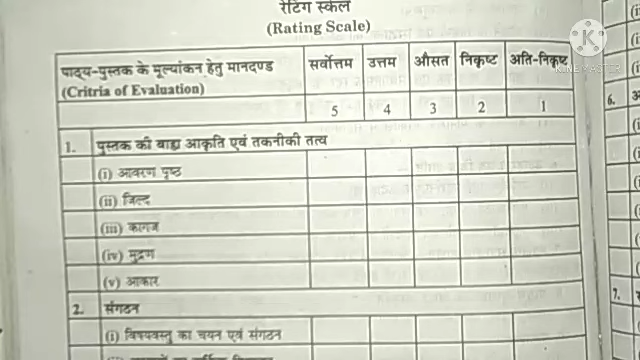 रेटिंग स्केल
(Rating Scale)
पाठ्य-पुस्तक के मूल्यांकन हेतु मानदण्ड सर्वोत्तम उत्तम औसत निकृष्ट अति-निकृष्ट
(Critria of Evaluation)
5 4 3 2 1
1. पुस्तक की बाह्य आकृति एवं तकनीकी तत्व
(i) आवरण पृष्ठ
(ii) जिल्द
(iii) कागज
(iv) मुद्रण
(v) आकार
2. संगठन
(i) विषयवस्तु का चयन एवं संगठन
6.
7.
KINEMASTER